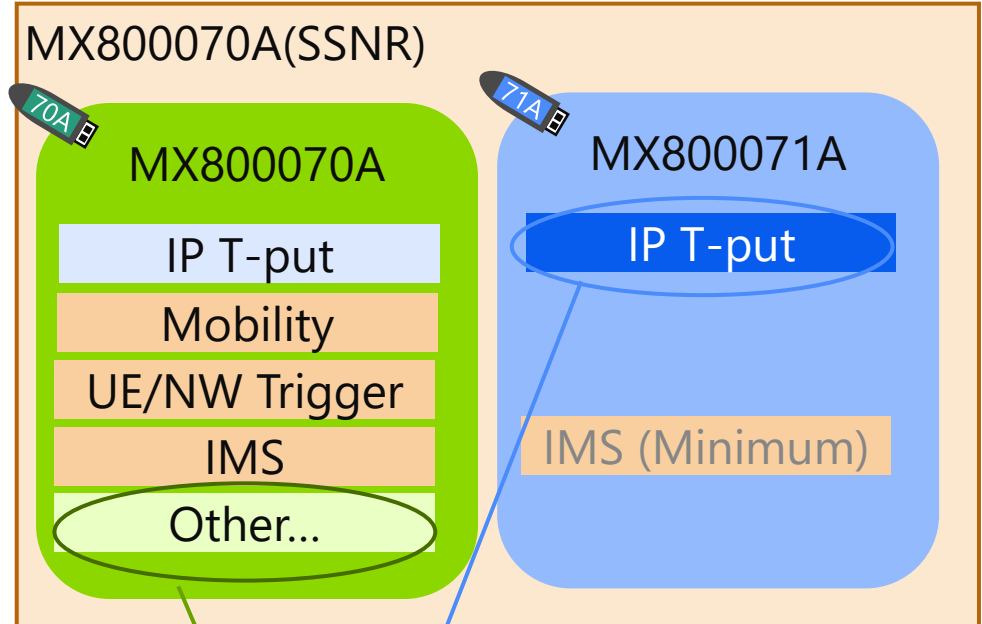 MX800070A(SSNR)
70A
MX800070A
IP T-put
Mobility
UE/NW Trigger
IMS
Other...
71A
MX800071A
IP T-put
IMS (Minimum)